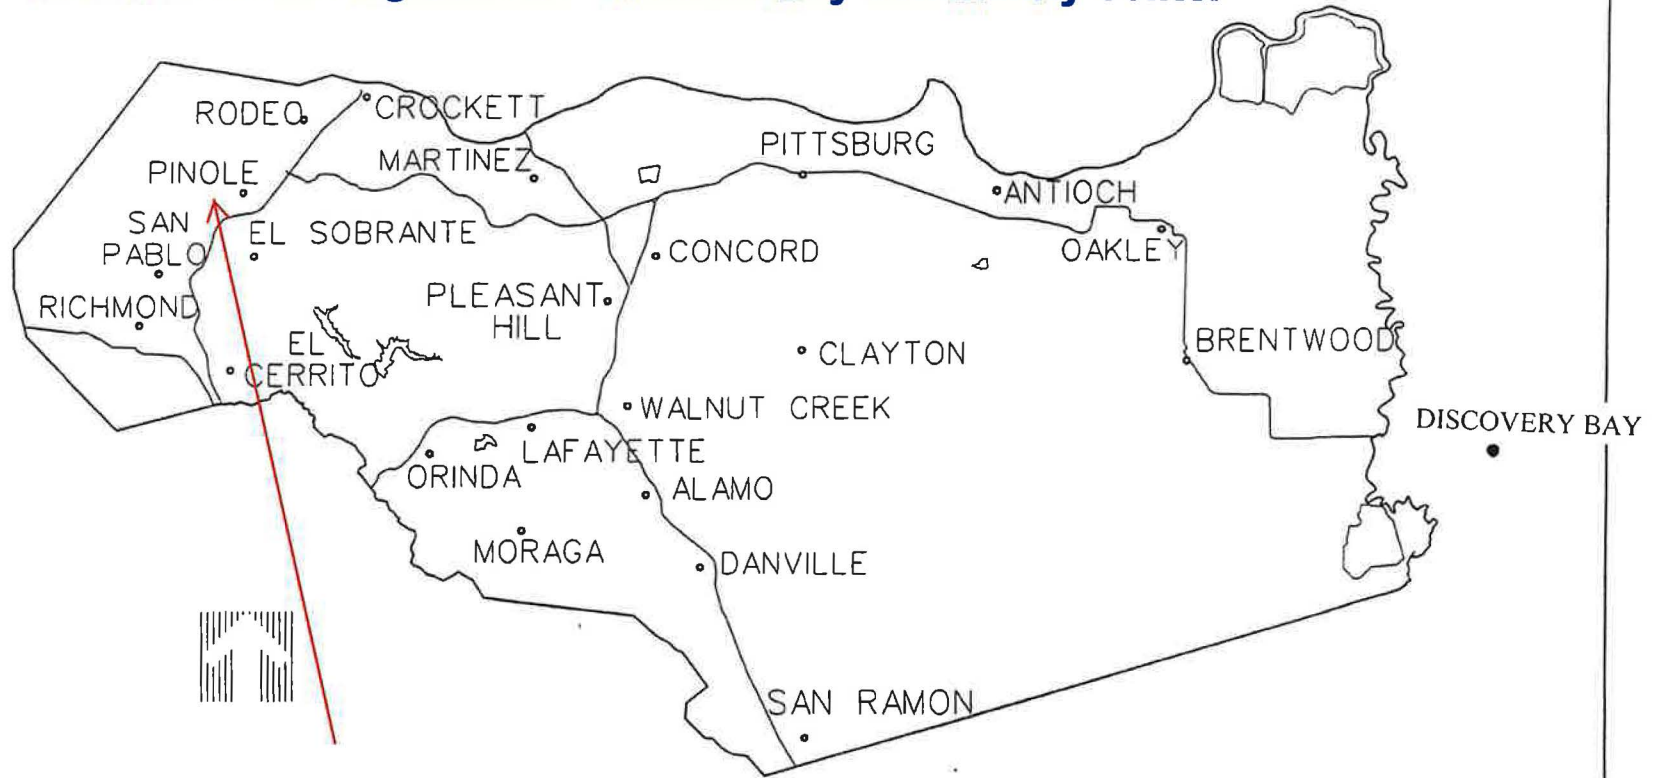 RODEO
CROCKETT
MARTINEZ
PITTSBURG
PINOLE
ANTIOCH
SAN
PABLO
EL SOBRANTE
CONCORD
OAKLEY
RICHMOND
PLEASANT
HILL
EL
CERRITO
CLAYTON
BRENTWOOD
WALNUT CREEK
DISCOVERY BAY
LAFAYETTE
ORINDA
ALAMO
MORAGA
DANVILLE
SAN RAMON